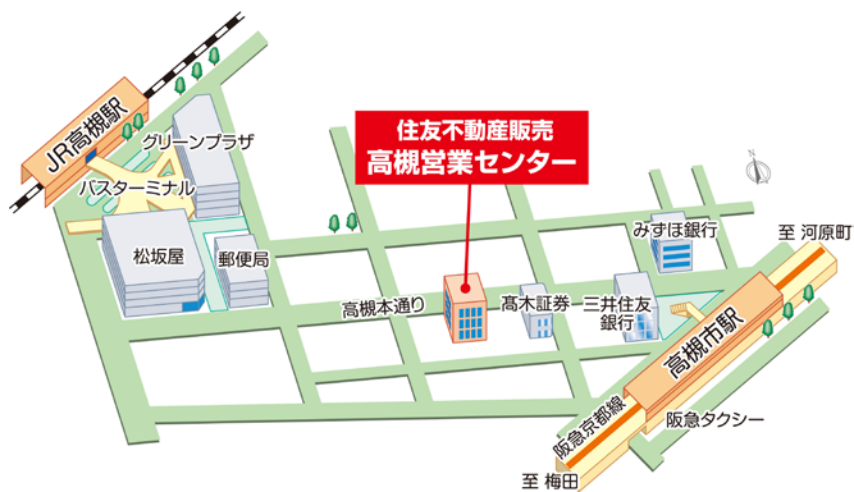 JR高槻駅
グリーンプラザ
バスターミナル
松坂屋
郵便局
住友不動産販売
高槻営業センター
N
みずほ銀行
至 河原町
高槻本通り
髙木証券
三井住友
銀行
高槻市駅
阪急京都線
阪急タクシー
至 梅田